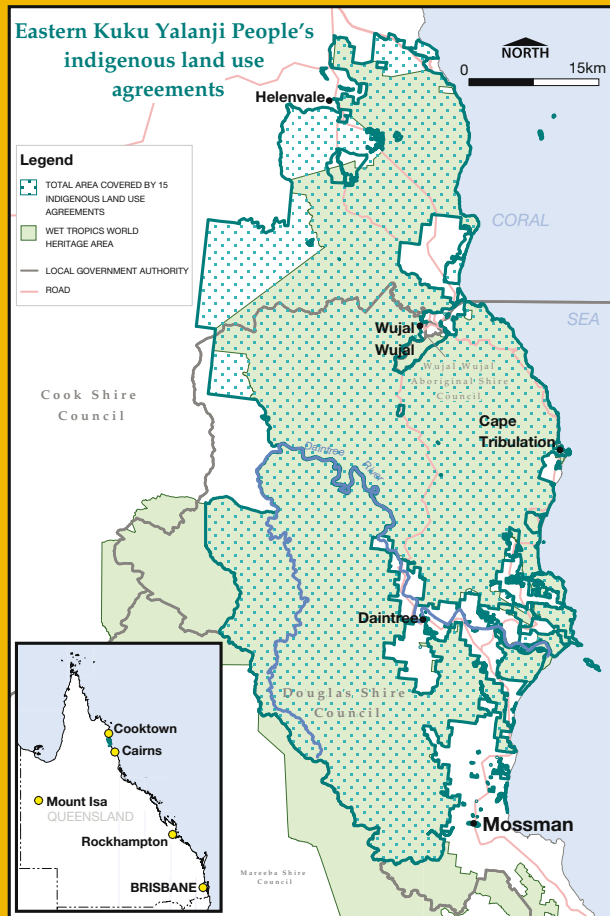 Eastern Kuku Yalanji People’s
indigenous land use
agreements
NORTH
0 15km
Helenvale
Legend
TOTAL AREA COVERED BY 15
INDIGENOUS LAND USE
AGREEMENTS
WET TROPICS WORLD
HERITAGE AREA
LOCAL GOVERNMENT AUTHORITY
ROAD
CORAL
SEA
Wujal
Wujal
Wujal Wujal
Aboriginal Shire
Council
Cook Shire
Council
Cape
Tribulation
Daintree
River
Daintree
Douglas Shire
Council
Mossman
Mareeba Shire
Council
Cooktown
Cairns
Mount Isa
QUEENSLAND
Rockhampton
BRISBANE